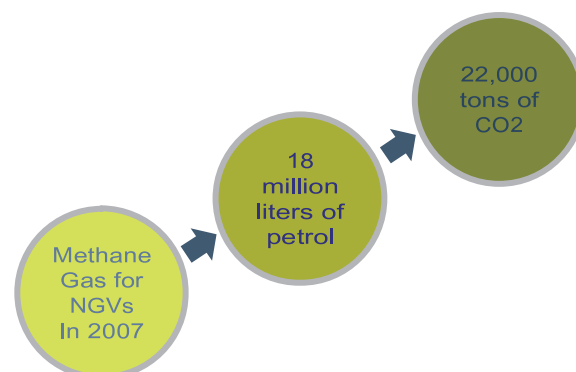 Methane
Gas for
NGVs
In 2007
18
million
liters of
petrol
22,000
tons of
CO2